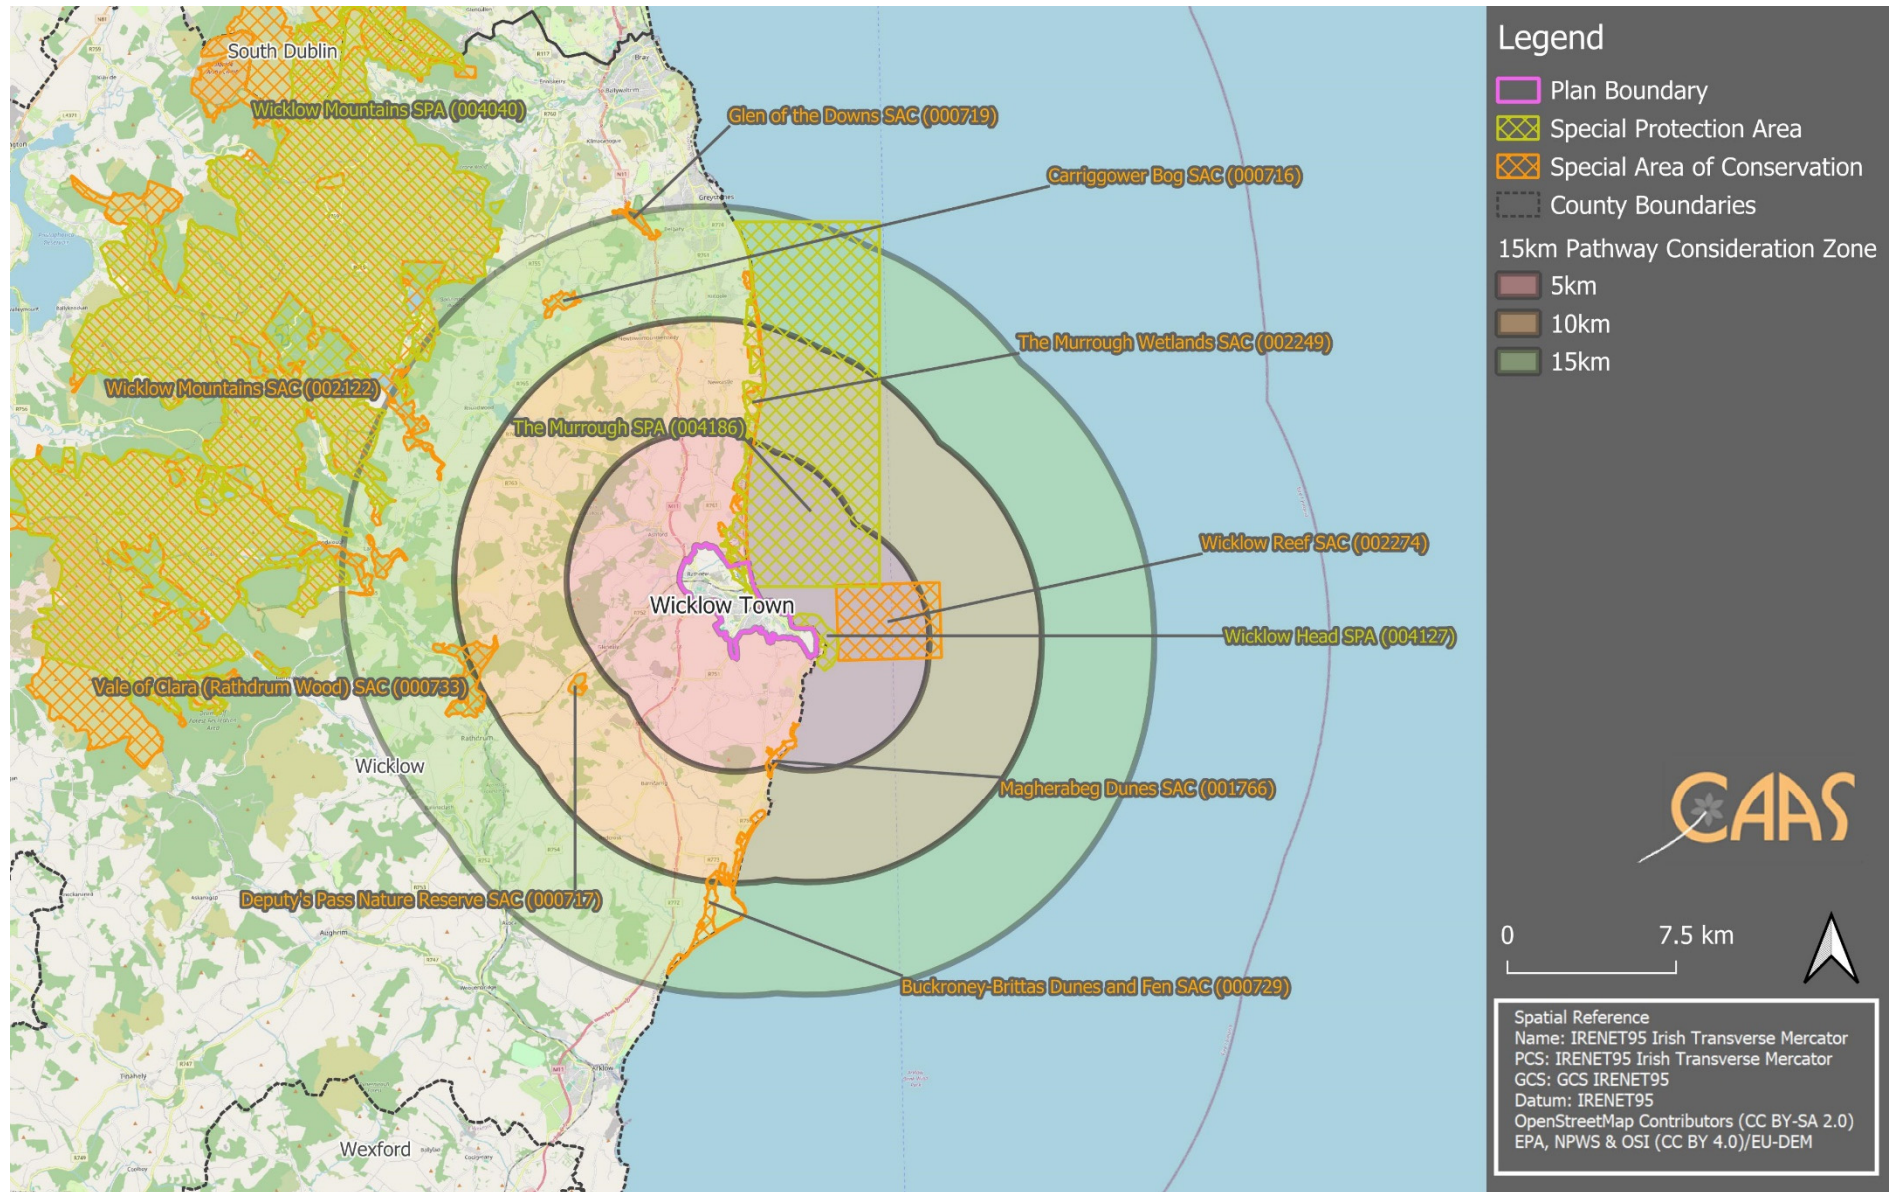 South Dublin
Wicklow Mountains SPA (004040)
Glen of the Downs SAC (000719)
Carriggower Bog SAC (000716)
The Murrough Wetlands SAC (002249)
Wicklow Mountains SAC (002122)
The Murrough SPA (004186)
Wicklow Reef SAC (002274)
Wicklow Town
Wicklow Head SPA (004127)
Vale of Clara (Rathdrum Wood) SAC (000733)
Wicklow
Magherabeg Dunes SAC (001766)
Deputy's Pass Nature Reserve SAC (000717)
Buckroney-Brittas Dunes and Fen SAC (000729)
Wexford
Bray
Greystones
Rathdrum
Aughrim
Arklow
Tinahely
Legend
Plan Boundary
Special Protection Area
Special Area of Conservation
County Boundaries
15km Pathway Consideration Zone
5km
10km
15km
CAAS
0 7.5 km
Spatial Reference
Name: IRENET95 Irish Transverse Mercator
PCS: IRENET95 Irish Transverse Mercator
GCS: GCS IRENET95
Datum: IRENET95
OpenStreetMap Contributors (CC BY-SA 2.0)
EPA, NPWS & OSI (CC BY 4.0)/EU-DEM